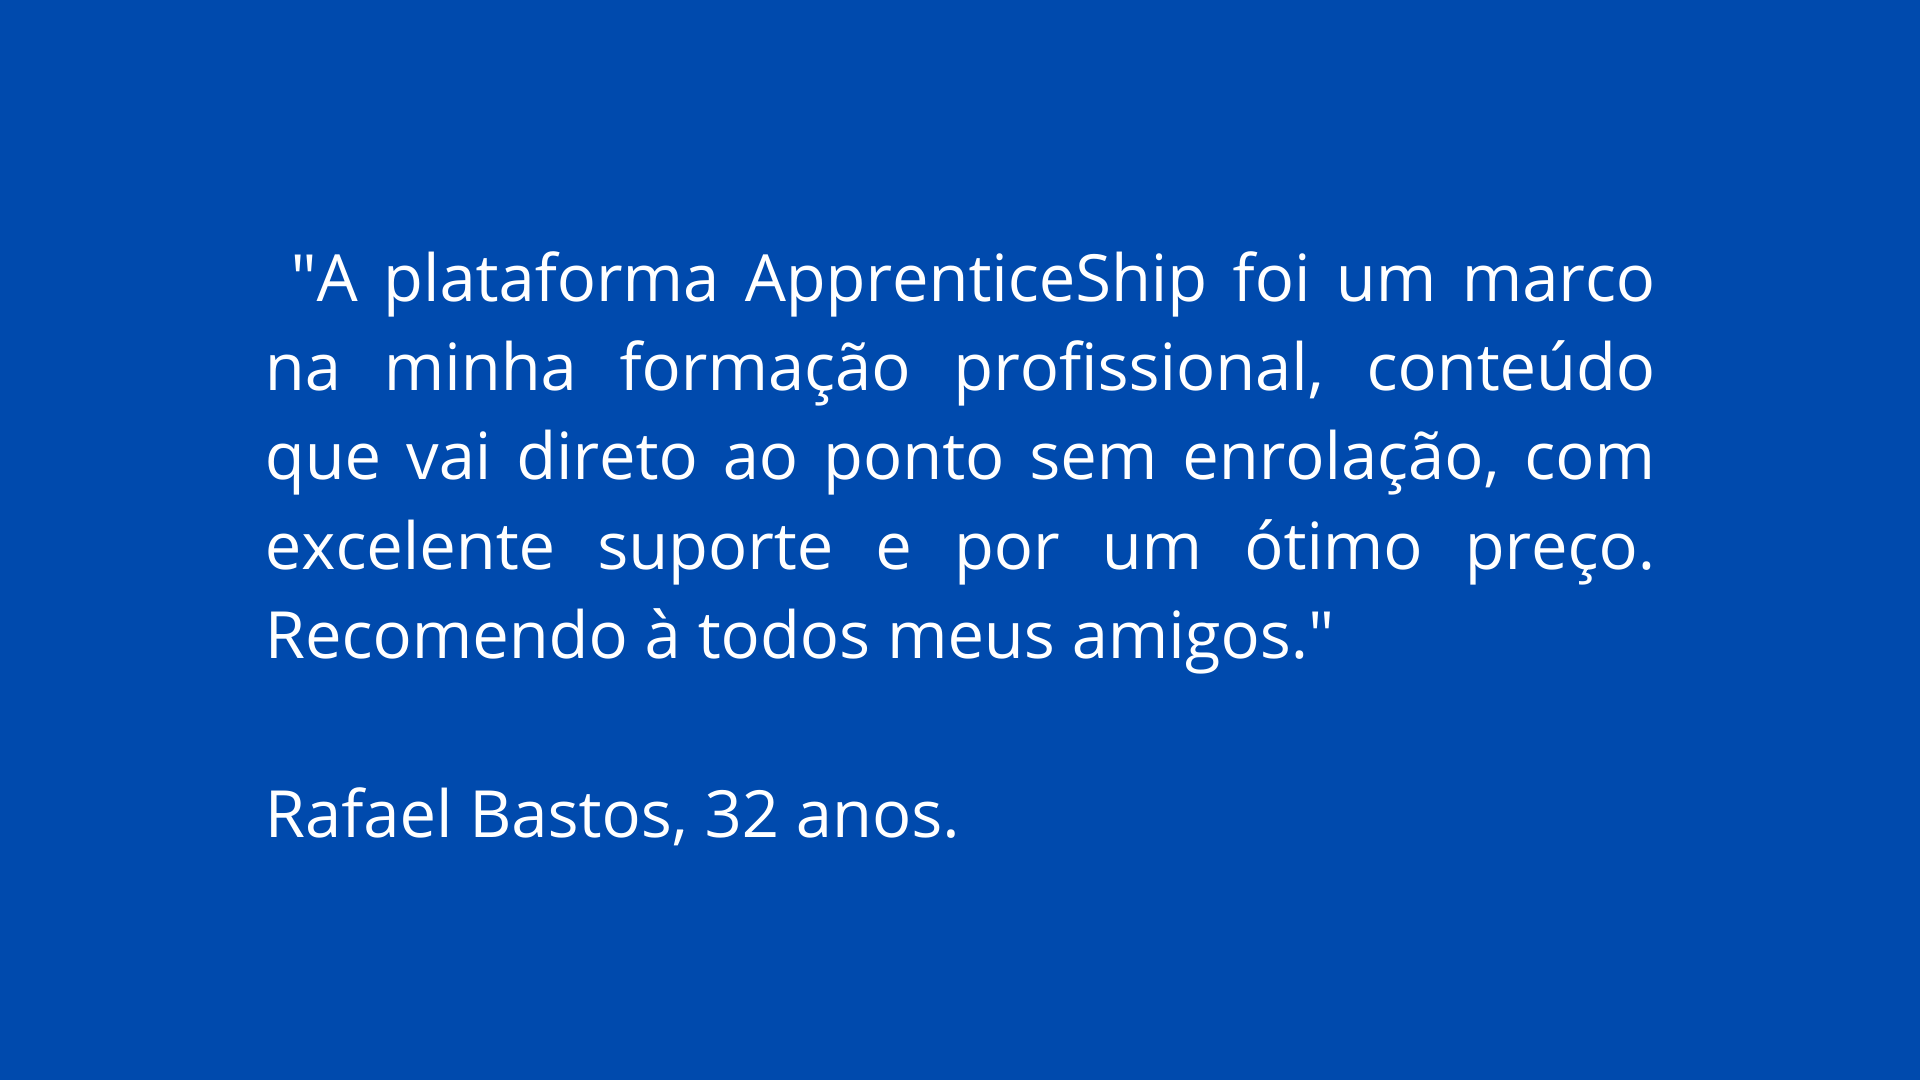 "A plataforma ApprenticeShip foi um marco
na minha formação profissional, conteúdo
que vai direto ao ponto sem enrolação, com
excelente suporte e por um ótimo preço.
Recomendo à todos meus amigos."
Rafael Bastos, 32 anos.